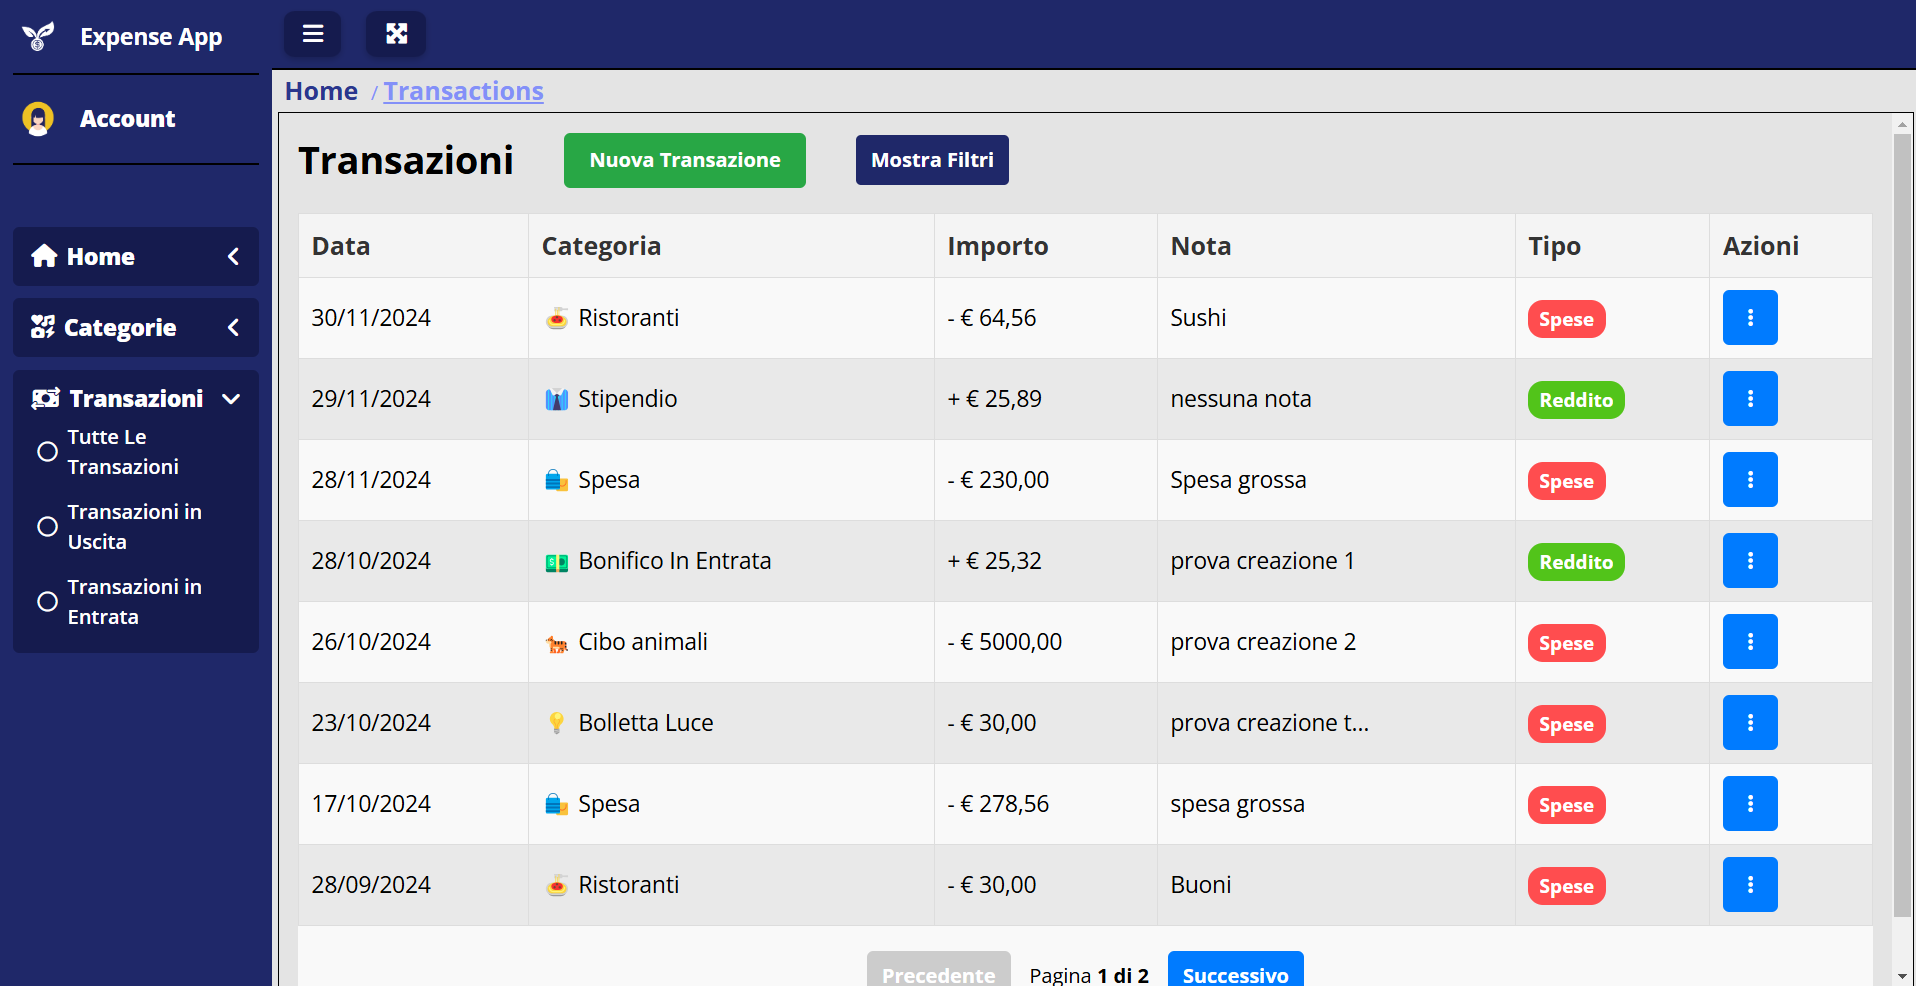 Expense App
Account
Home
Categorie
Transazioni
Tutte Le
Transazioni
Transazioni in
Uscita
Transazioni in
Entrata
Home / Transactions
Transazioni Nuova Transazione Mostra Filtri
Data Categoria Importo Nota Tipo Azioni
30/11/2024 Ristoranti - € 64,56 Sushi Spese
29/11/2024 Stipendio + € 25,89 nessuna nota Reddito
28/11/2024 Spesa - € 230,00 Spesa grossa Spese
28/10/2024 Bonifico In Entrata + € 25,32 prova creazione 1 Reddito
26/10/2024 Cibo animali - € 5000,00 prova creazione 2 Spese
23/10/2024 Bolletta Luce - € 30,00 prova creazione t... Spese
17/10/2024 Spesa - € 278,56 spesa grossa Spese
28/09/2024 Ristoranti - € 30,00 Buoni Spese
Precedente Pagina 1 di 2 Successivo